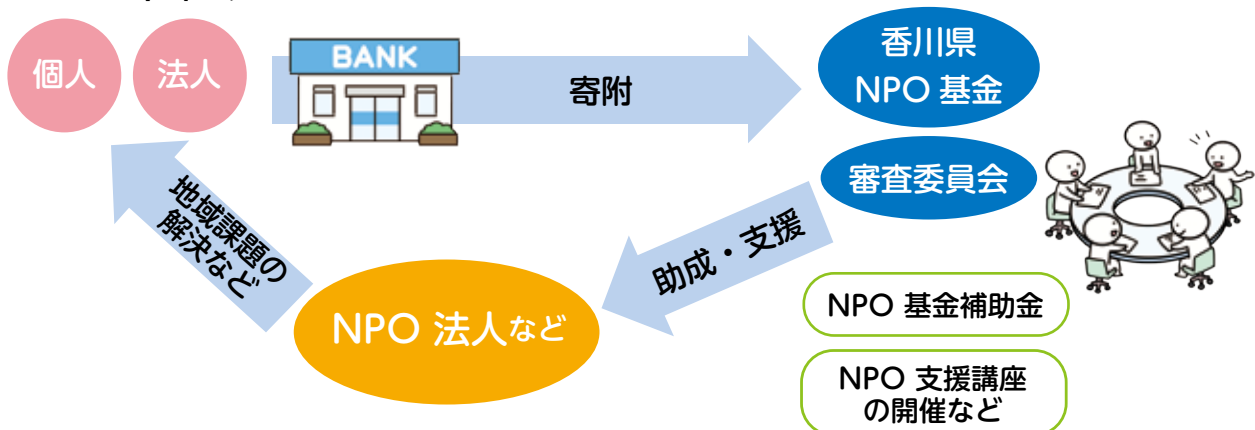 個人
法人
BANK
寄附
香川県
NPO 基金
審査委員会
助成・支援
NPO 基金補助金
NPO 支援講座
の開催など
NPO 法人など
地域課題の
解決など